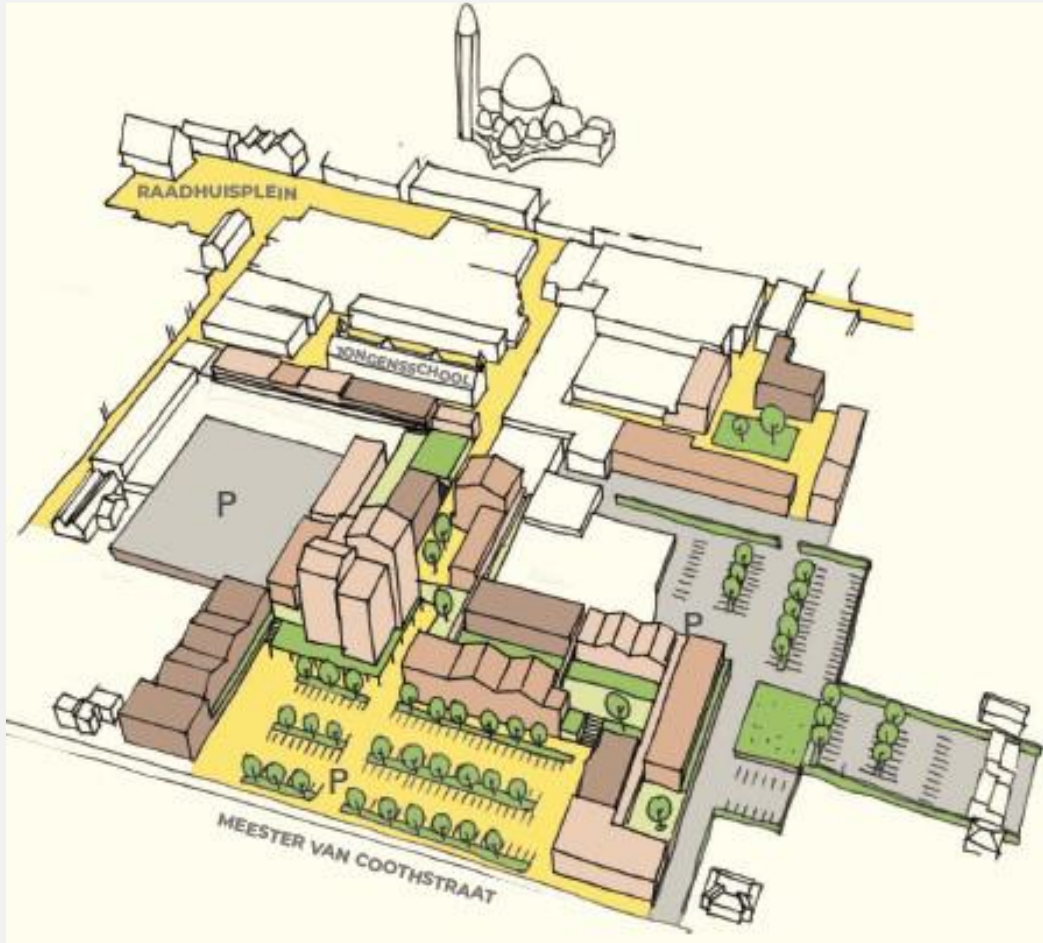 RAADHUISPLEIN
JONGENSSCHOOL
P
P
P
MEESTER VAN COOTHSTRAAT